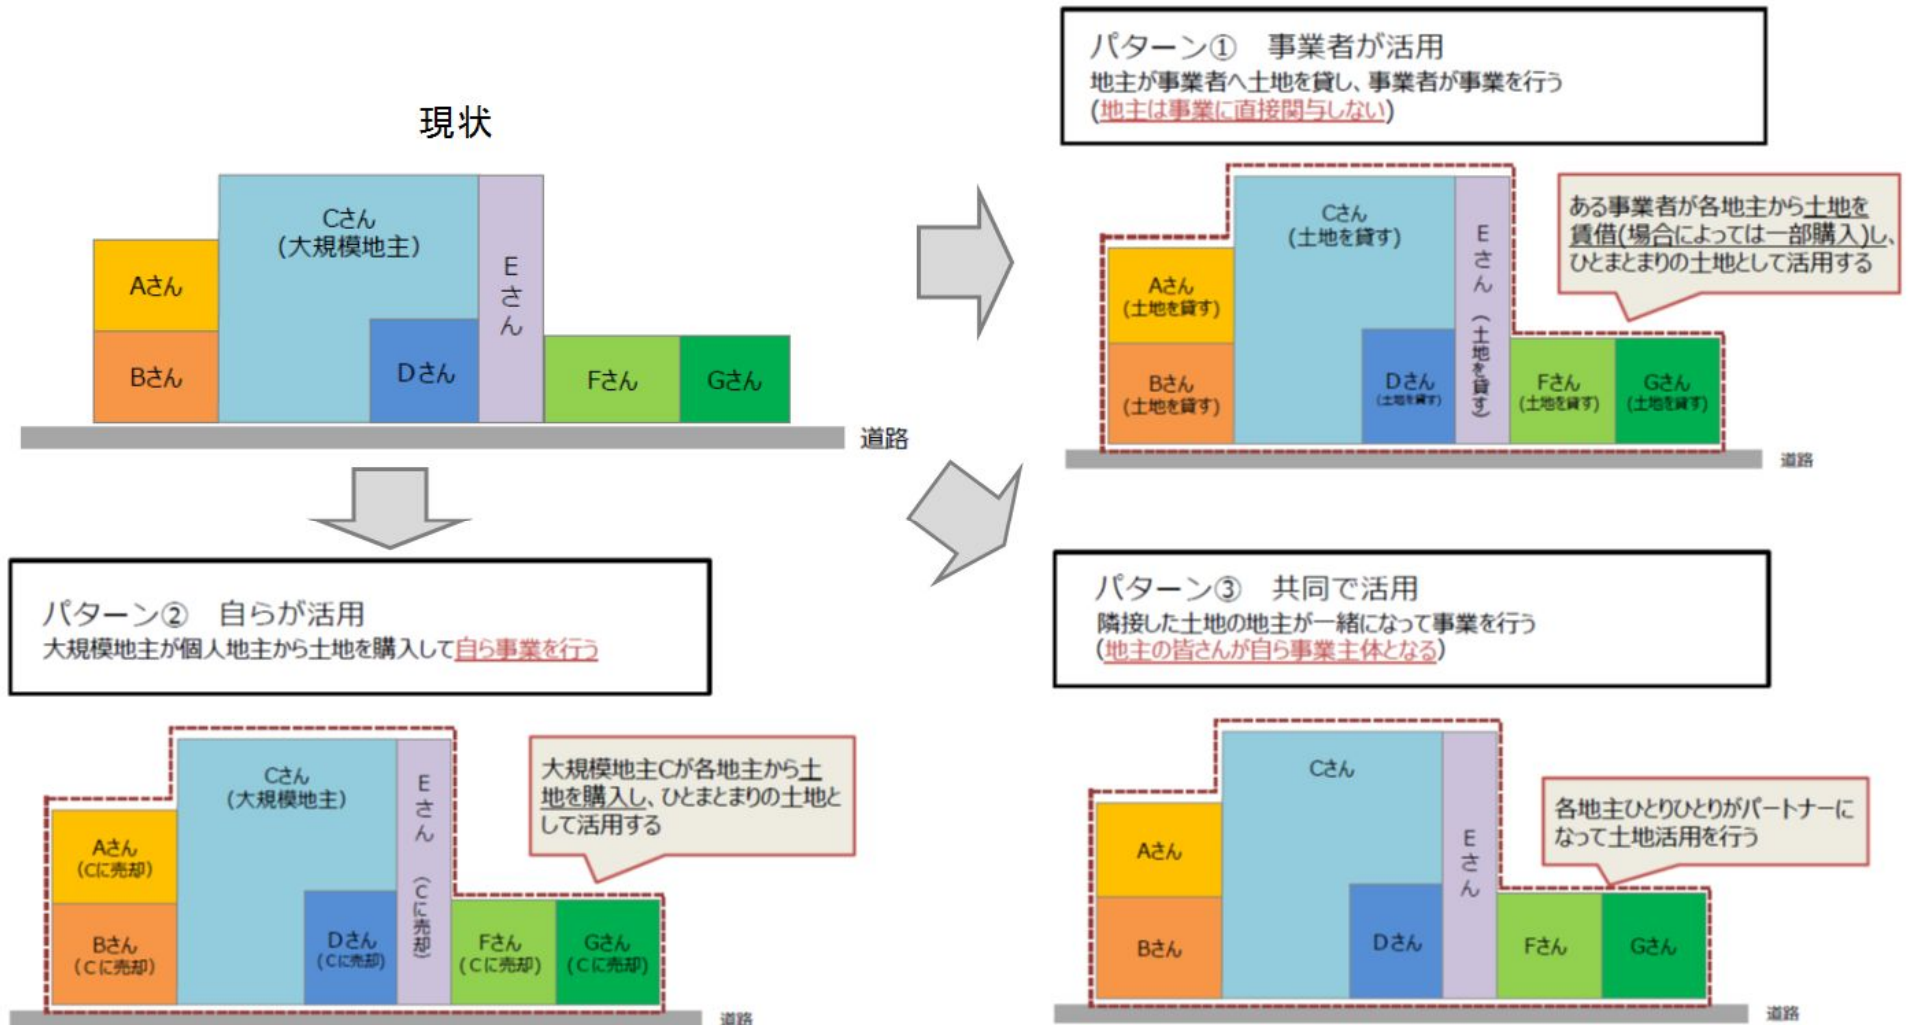 現状
Cさん
(大規模地主)
Aさん
Bさん
Dさん
Eさん
Fさん
Gさん
道路
パターン① 事業者が活用
地主が事業者へ土地を貸し、事業者が事業を行う
(地主は事業に直接関与しない)
ある事業者が各地主から土地を
賃借(場合によっては一部購入)し、
ひとまとまりの土地として活用する
Cさん
(土地を貸す)
Aさん
(土地を貸す)
Bさん
(土地を貸す)
Dさん
(土地を貸す)
Eさん(土地を貸す)
Fさん
(土地を貸す)
Gさん
(土地を貸す)
道路
パターン② 自らが活用
大規模地主が個人地主から土地を購入して自ら事業を行う
大規模地主Cが各地主から土
地を購入し、ひとまとまりの土地と
して活用する
Cさん
(大規模地主)
Aさん
(Cに売却)
Bさん
(Cに売却)
Dさん
(Cに売却)
Eさん(Cに売却)
Fさん
(Cに売却)
Gさん
(Cに売却)
道路
パターン③ 共同で活用
隣接した土地の地主が一緒になって事業を行う
(地主の皆さんが自ら事業主体となる)
各地主ひとりひとりがパートナーに
なって土地活用を行う
Cさん
Aさん
Bさん
Dさん
Eさん
Fさん
Gさん
道路